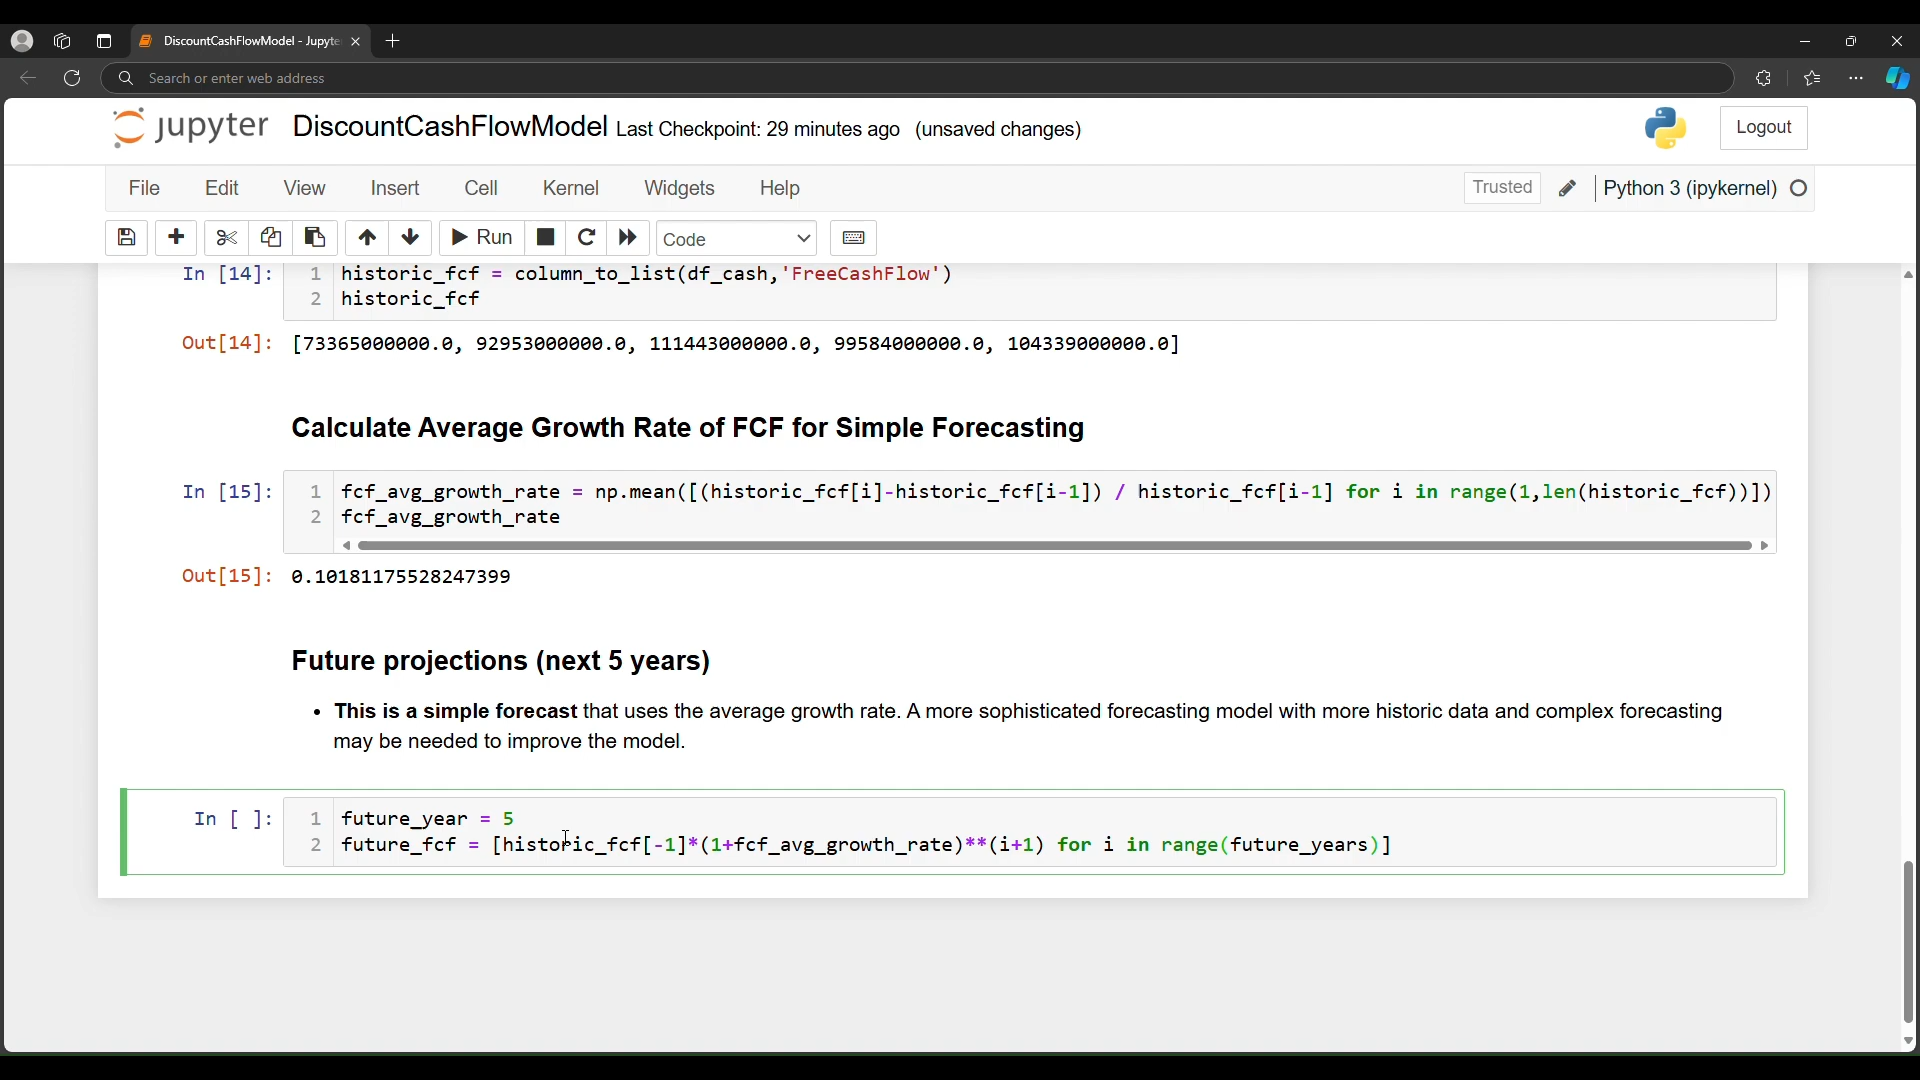 DiscountCashFlowModel - Jupyte
Search or enter web address
jupyter DiscountCashFlowModel Last Checkpoint: 29 minutes ago (unsaved changes)
Logout
File Edit View Insert Cell Kernel Widgets Help
Trusted Python 3 (ipykernel)
Run Code
In [14]: 1 historic_fcf = column_to_list(df_cash,'FreeCashFlow')
2 historic_fcf
Out[14]: [73365000000.0, 92953000000.0, 111443000000.0, 99584000000.0, 104339000000.0]
Calculate Average Growth Rate of FCF for Simple Forecasting
In [15]: 1 fcf_avg_growth_rate = np.mean([(historic_fcf[i]-historic_fcf[i-1]) / historic_fcf[i-1] for i in range(1,len(historic_fcf))])
2 fcf_avg_growth_rate
Out[15]: 0.10181175528247399
Future projections (next 5 years)
• This is a simple forecast that uses the average growth rate. A more sophisticated forecasting model with more historic data and complex forecasting
may be needed to improve the model.
In [ ]: 1 future_year = 5
2 future_fcf = [historic_fcf[-1]*(1+fcf_avg_growth_rate)**(i+1) for i in range(future_years)]